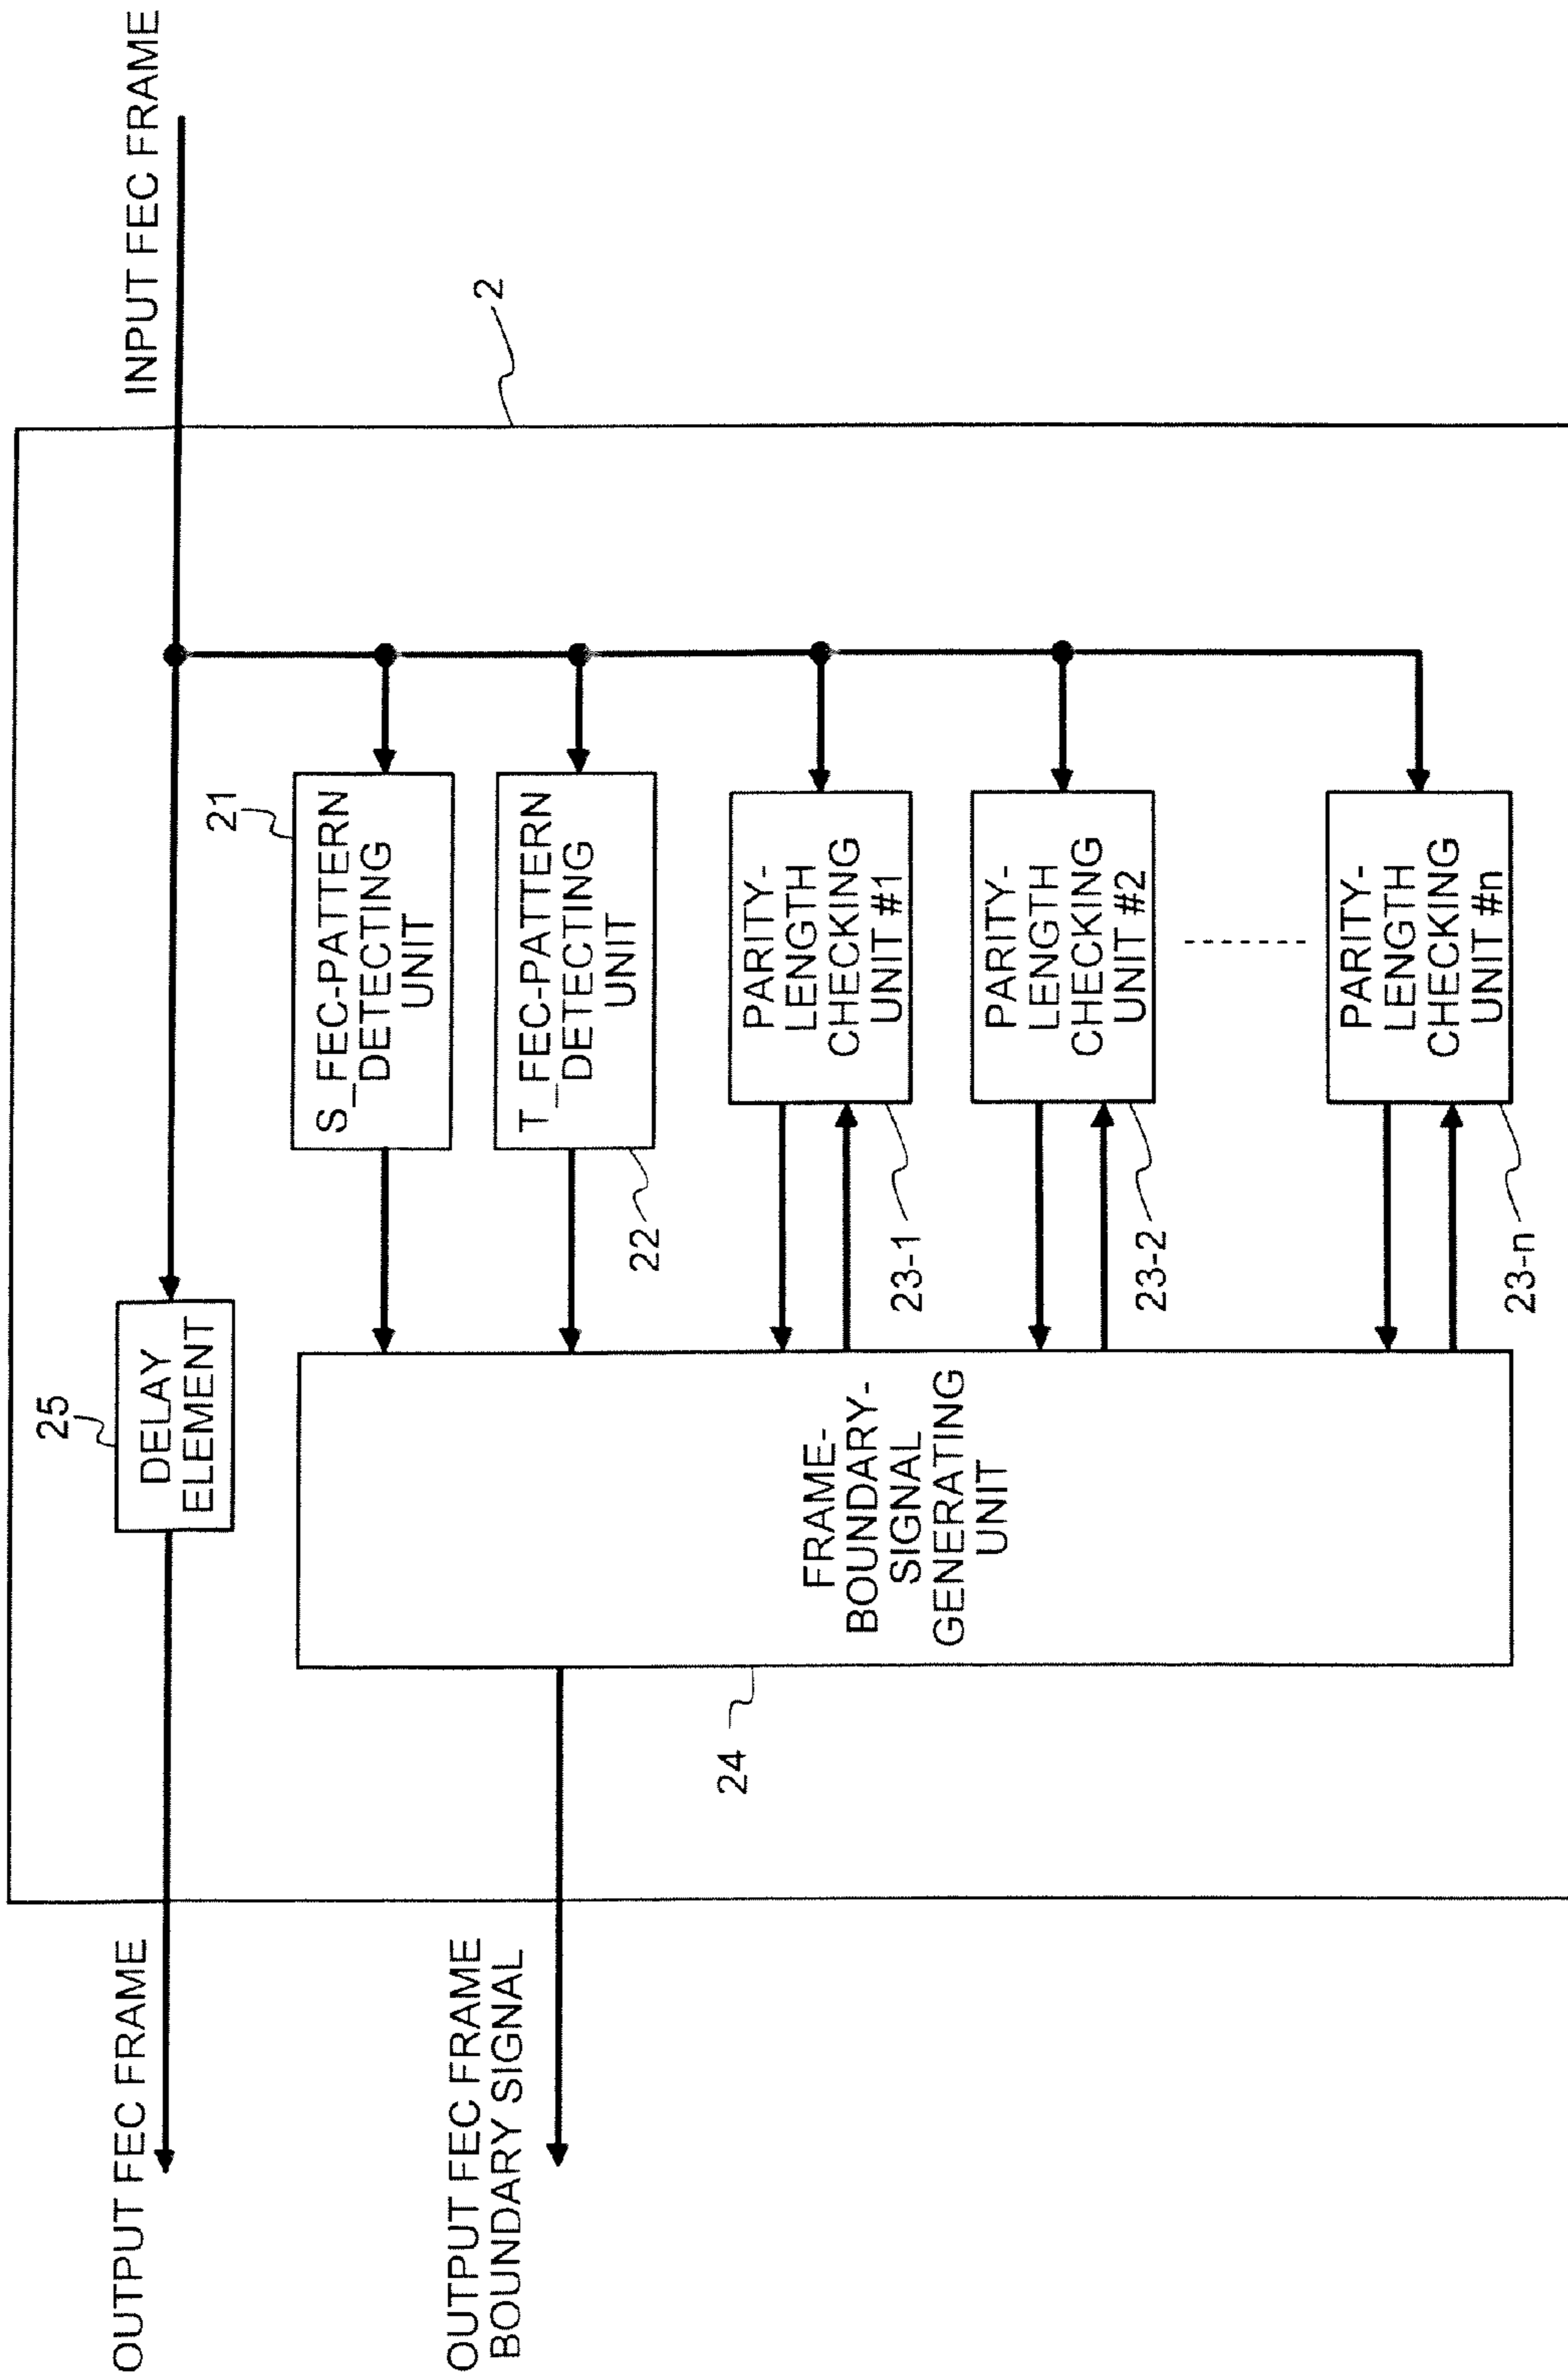 INPUT FEC FRAME
2
21
S_FEC-PATTERN
DETECTING
UNIT
T_FEC-PATTERN
DETECTING
UNIT
22
PARITY-
LENGTH
CHECKING
UNIT #1
23-1
PARITY-
LENGTH
CHECKING
UNIT #2
23-2
PARITY-
LENGTH
CHECKING
UNIT #n
23-n
25
DELAY
ELEMENT
FRAME-
BOUNDARY-
SIGNAL
GENERATING
UNIT
24
OUTPUT FEC FRAME
OUTPUT FEC FRAME
BOUNDARY SIGNAL